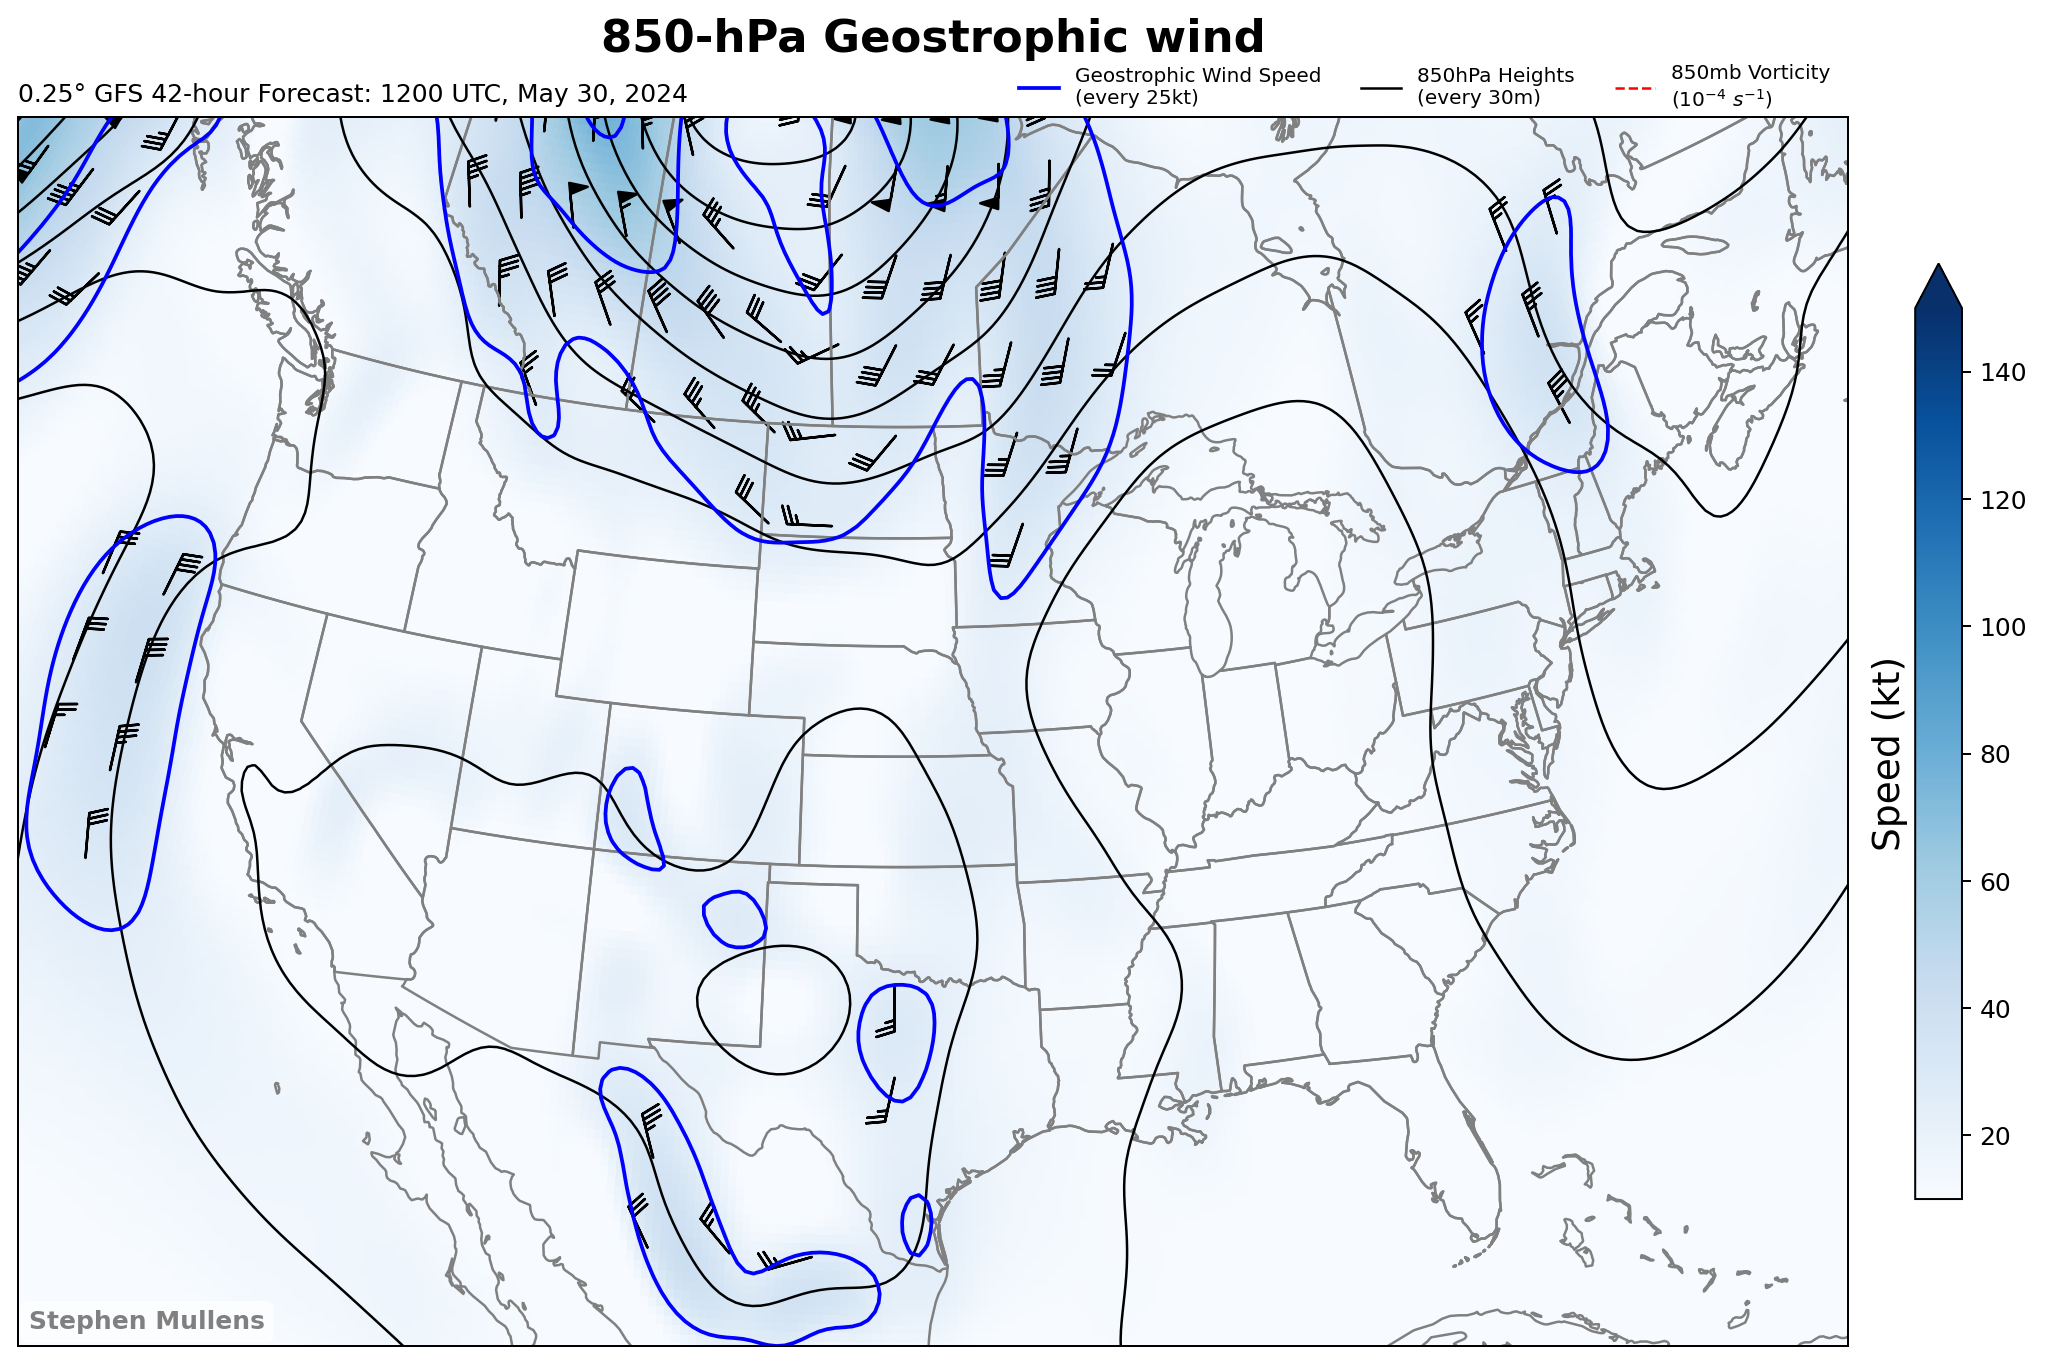 850-hPa Geostrophic wind
0.25° GFS 42-hour Forecast: 1200 UTC, May 30, 2024
Geostrophic Wind Speed
(every 25kt)
850hPa Heights
(every 30m)
850mb Vorticity
(10⁻⁴ s⁻¹)
140
120
100
80
60
40
20
Speed (kt)
Stephen Mullens